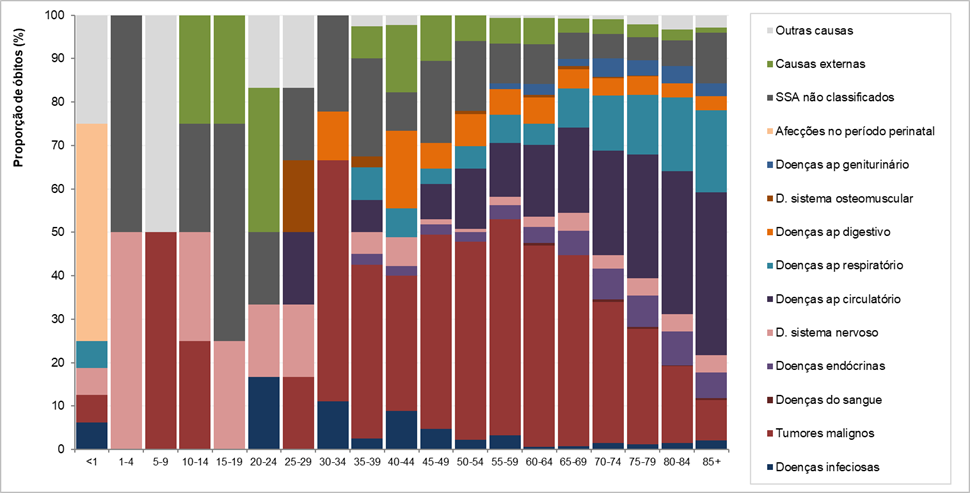 Proporção de óbitos (%)
100
90
80
70
60
50
40
30
20
10
0
<1 1-4 5-9 10-14 15-19 20-24 25-29 30-34 35-39 40-44 45-49 50-54 55-59 60-64 65-69 70-74 75-79 80-84 85+
Outras causas
Causas externas
SSA não classificados
Afecções no período perinatal
Doenças ap geniturinário
D. sistema osteomuscular
Doenças ap digestivo
Doenças ap respiratório
Doenças ap circulatório
D. sistema nervoso
Doenças endócrinas
Doenças do sangue
Tumores malignos
Doenças infeciosas